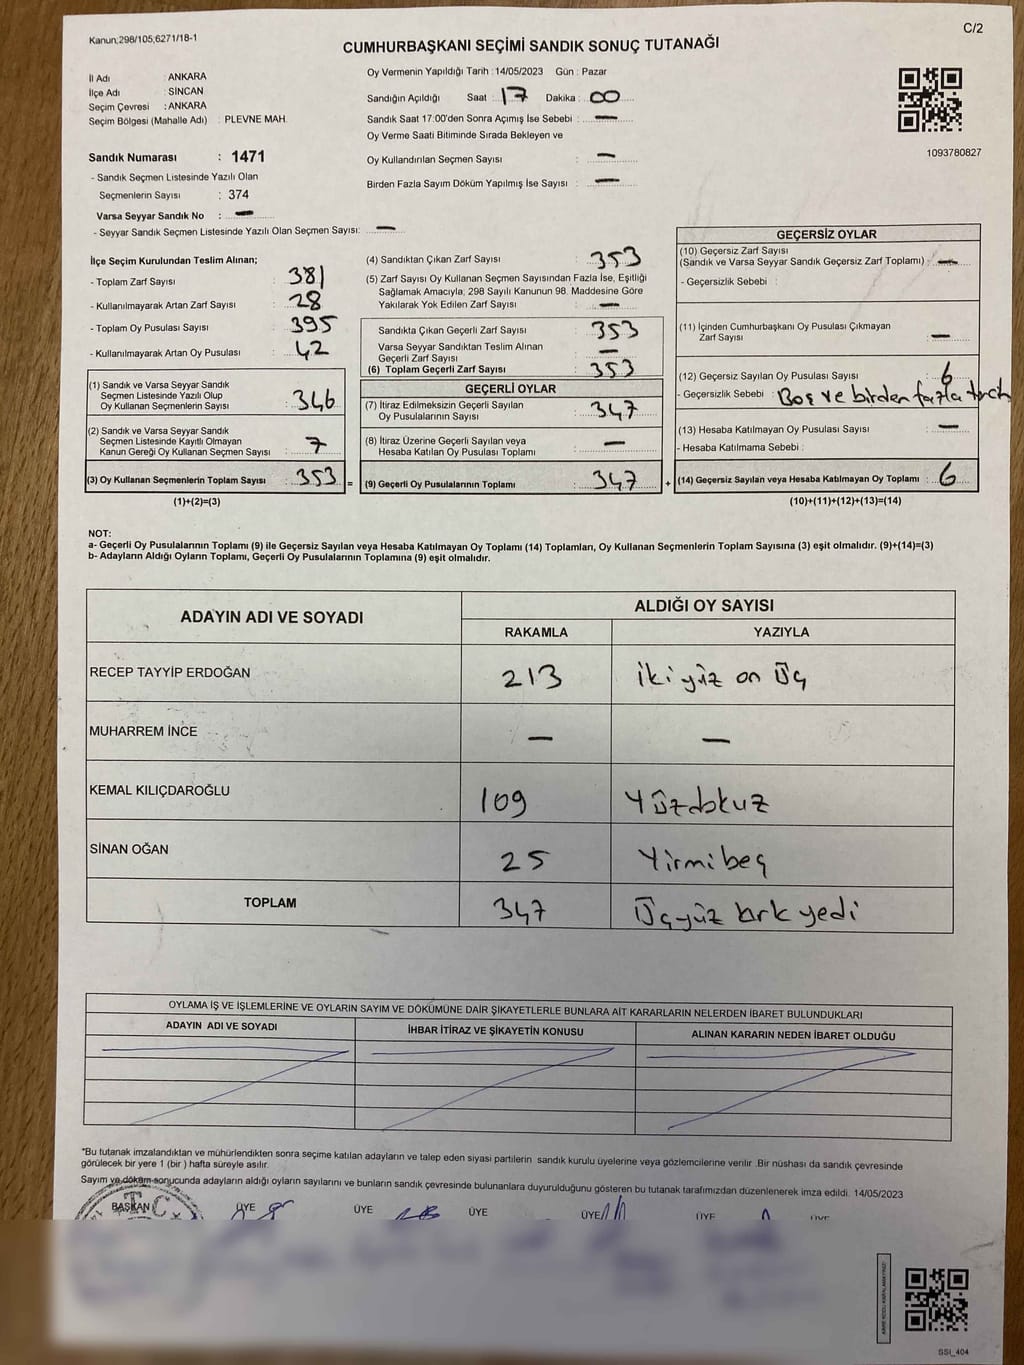 C/2
Kanun;298/105,6271/18-1
CUMHURBAŞKANI SEÇİMİ SANDIK SONUÇ TUTANAĞI
İl Adı : ANKARA
İlçe Adı : SİNCAN
Seçim Çevresi : ANKARA
Seçim Bölgesi (Mahalle Adı) : PLEVNE MAH.
Sandık Numarası : 1471
- Sandık Seçmen Listesinde Yazılı Olan
Seçmenlerin Sayısı : 374
Varsa Seyyar Sandık No : —
- Seyyar Sandık Seçmen Listesinde Yazılı Olan Seçmen Sayısı: —
Oy Vermenin Yapıldığı Tarih : 14/05/2023 Gün : Pazar
Sandığın Açıldığı Saat : 17 Dakika : 00
Sandık Saat 17:00'den Sonra Açımış İse Sebebi : —
Oy Verme Saati Bitiminde Sırada Bekleyen ve
Oy Kullandırılan Seçmen Sayısı : —
Birden Fazla Sayım Döküm Yapılmış İse Sayısı : —
1093780827
İlçe Seçim Kurulundan Teslim Alınan;
- Toplam Zarf Sayısı : 381
- Kullanılmayarak Artan Zarf Sayısı : 28
- Toplam Oy Pusulası Sayısı : 395
- Kullanılmayarak Artan Oy Pusulası : 42
(1) Sandık ve Varsa Seyyar Sandık
Seçmen Listesinde Yazılı Olup
Oy Kullanan Seçmenlerin Sayısı : 346
(2) Sandık ve Varsa Seyyar Sandık
Seçmen Listesinde Kayıtlı Olmayan
Kanun Gereği Oy Kullanan Seçmen Sayısı : 7
(3) Oy Kullanan Seçmenlerin Toplam Sayısı : 353 =
(1)+(2)=(3)
(4) Sandıktan Çıkan Zarf Sayısı : 353
(5) Zarf Sayısı Oy Kullanan Seçmen Sayısından Fazla İse, Eşitliği
Sağlamak Amacıyla; 298 Sayılı Kanunun 98. Maddesine Göre
Yakılarak Yok Edilen Zarf Sayısı : —
Sandıkta Çıkan Geçerli Zarf Sayısı : 353
Varsa Seyyar Sandıktan Teslim Alınan
Geçerli Zarf Sayısı : —
(6) Toplam Geçerli Zarf Sayısı : 353
GEÇERLİ OYLAR
(7) İtiraz Edilmeksizin Geçerli Sayılan
Oy Pusulalarının Sayısı : 347
(8) İtiraz Üzerine Geçerli Sayılan veya
Hesaba Katılan Oy Pusulası Toplamı : —
(9) Geçerli Oy Pusulalarının Toplamı : 347 +
GEÇERSİZ OYLAR
(10) Geçersiz Zarf Sayısı
(Sandık ve Varsa Seyyar Sandık Geçersiz Zarf Toplamı) : —
- Geçersizlik Sebebi :
(11) İçinden Cumhurbaşkanı Oy Pusulası Çıkmayan
Zarf Sayısı : —
(12) Geçersiz Sayılan Oy Pusulası Sayısı : 6
- Geçersizlik Sebebi : Boş ve birden fazla tercih
(13) Hesaba Katılmayan Oy Pusulası Sayısı : —
- Hesaba Katılmama Sebebi :
(14) Geçersiz Sayılan veya Hesaba Katılmayan Oy Toplamı : 6
(10)+(11)+(12)+(13)=(14)
NOT:
a- Geçerli Oy Pusulalarının Toplamı (9) ile Geçersiz Sayılan veya Hesaba Katılmayan Oy Toplamı (14) Toplamları, Oy Kullanan Seçmenlerin Toplam Sayısına (3) eşit olmalıdır. (9)+(14)=(3)
b- Adayların Aldığı Oyların Toplamı, Geçerli Oy Pusulalarının Toplamına (9) eşit olmalıdır.
ADAYIN ADI VE SOYADI
ALDIĞI OY SAYISI
RAKAMLA YAZIYLA
RECEP TAYYİP ERDOĞAN 213 İki yüz on Üç
MUHARREM İNCE — —
KEMAL KILIÇDAROĞLU 109 Yüzdokuz
SİNAN OĞAN 25 Yirmibeş
TOPLAM 347 Üçyüz kırk yedi
OYLAMA İŞ VE İŞLEMLERİNE VE OYLARIN SAYIM VE DÖKÜMÜNE DAİR ŞİKAYETLERLE BUNLARA AİT KARARLARIN NELERDEN İBARET BULUNDUKLARI
ADAYIN ADI VE SOYADI İHBAR İTİRAZ VE ŞİKAYETİN KONUSU ALINAN KARARIN NEDEN İBARET OLDUĞU
*Bu tutanak imzalandıktan ve mühürlendikten sonra seçime katılan adayların ve talep eden siyasi partilerin sandık kurulu üyelerine veya gözlemcilerine verilir .Bir nüshası da sandık çevresinde
görülecek bir yere 1 (bir ) hafta süreyle asılır.
Sayım ve döküm sonucunda adayların aldığı oyların sayılarını ve bunların sandık çevresinde bulunanlara duyurulduğunu gösteren bu tutanak tarafımızdan düzenlenerek imza edildi. 14/05/2023
BAŞKAN ÜYE ÜYE ÜYE ÜYE ÜYE ÜYE
T.C.
SSI_404